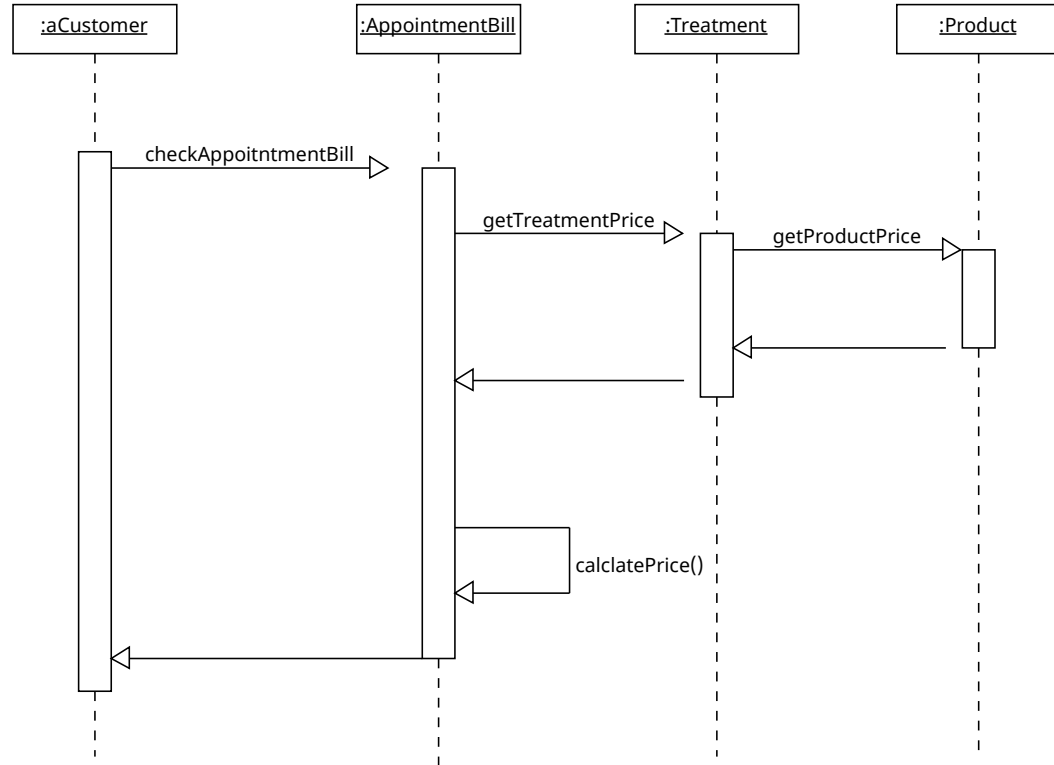 :aCustomer
:AppointmentBill
:Treatment
:Product
checkAppoitntmentBill
getTreatmentPrice
getProductPrice
calclatePrice()